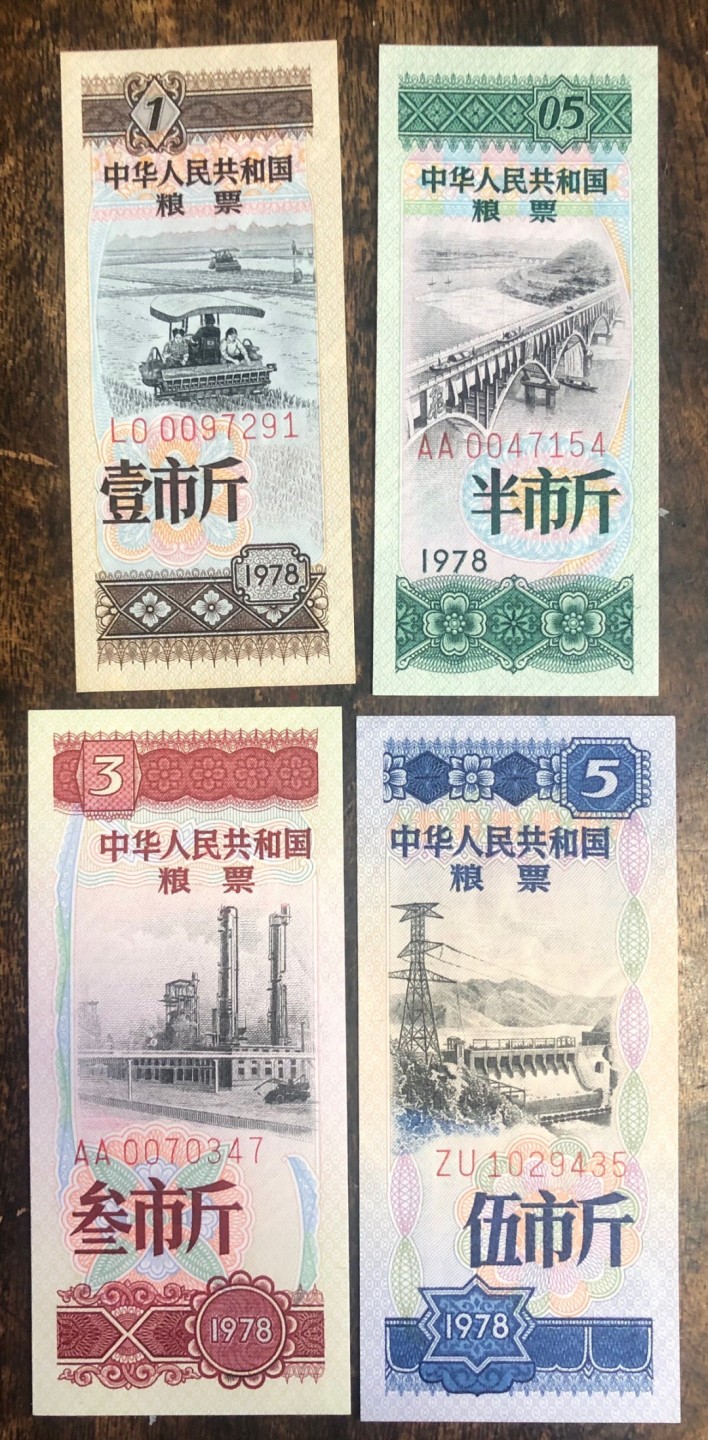 1
中华人民共和国
粮 票
LO 0097291
壹市斤
1978
0.5
中华人民共和国
粮 票
AA 0047154
半市斤
1978
3
中华人民共和国
粮 票
AA 0070347
叁市斤
1978
5
中华人民共和国
粮 票
ZU 1029435
伍市斤
1978